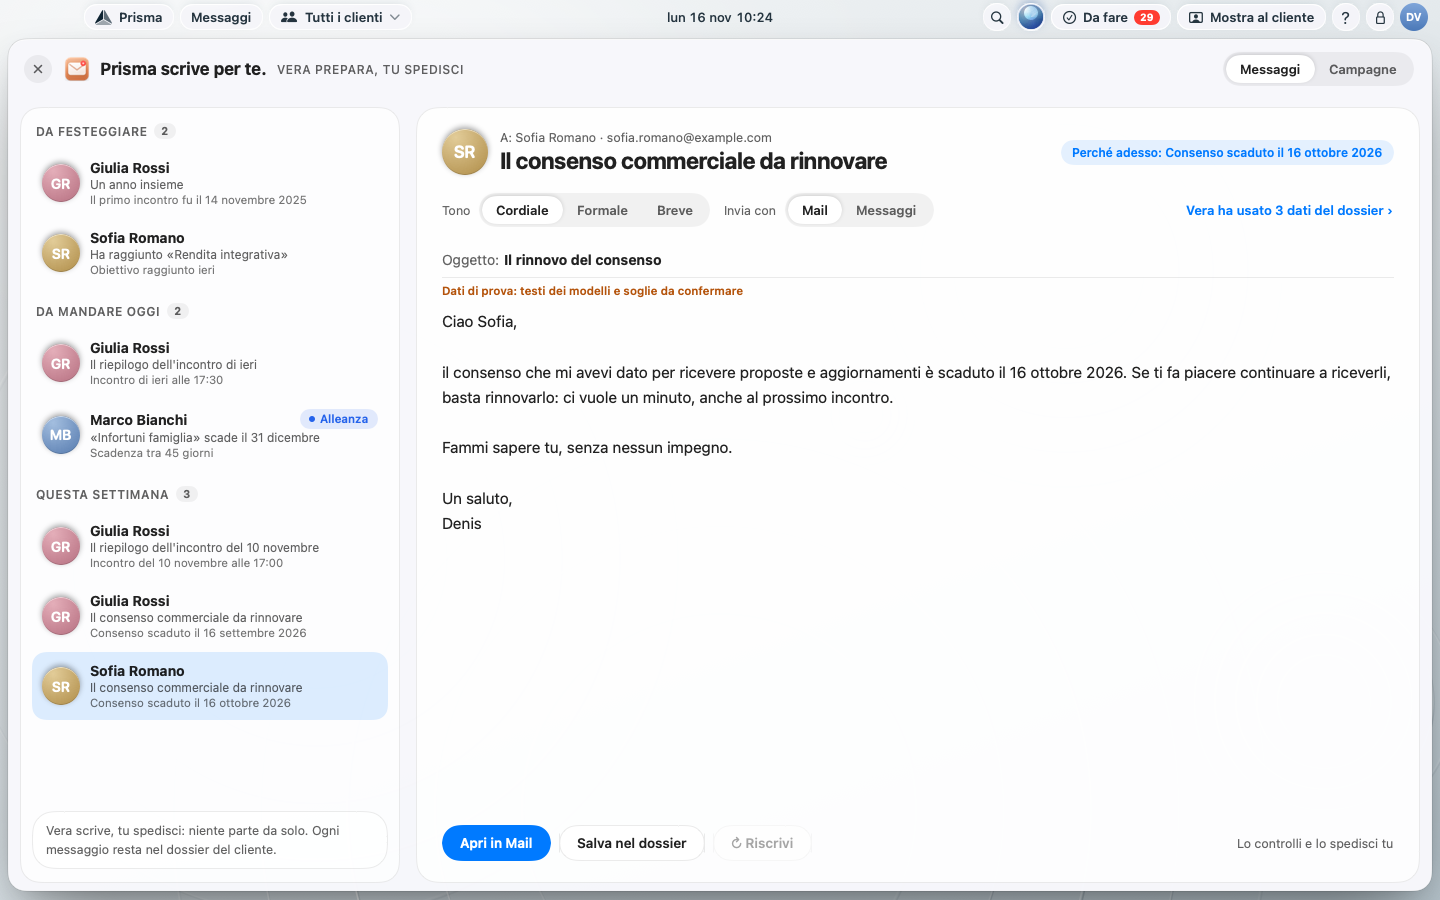 Prisma
Messaggi
Tutti i clienti
lun 16 nov 10:24
Da fare 29
Mostra al cliente
?
DV
Prisma scrive per te. VERA PREPARA, TU SPEDISCI
Messaggi
Campagne
DA FESTEGGIARE 2
GR
Giulia Rossi
Un anno insieme
Il primo incontro fu il 14 novembre 2025
SR
Sofia Romano
Ha raggiunto «Rendita integrativa»
Obiettivo raggiunto ieri
DA MANDARE OGGI 2
GR
Giulia Rossi
Il riepilogo dell'incontro di ieri
Incontro di ieri alle 17:30
MB
Marco Bianchi
Alleanza
«Infortuni famiglia» scade il 31 dicembre
Scadenza tra 45 giorni
QUESTA SETTIMANA 3
GR
Giulia Rossi
Il riepilogo dell'incontro del 10 novembre
Incontro del 10 novembre alle 17:00
GR
Giulia Rossi
Il consenso commerciale da rinnovare
Consenso scaduto il 16 settembre 2026
SR
Sofia Romano
Il consenso commerciale da rinnovare
Consenso scaduto il 16 ottobre 2026
Vera scrive, tu spedisci: niente parte da solo. Ogni
messaggio resta nel dossier del cliente.
SR
A: Sofia Romano · sofia.romano@example.com
Il consenso commerciale da rinnovare
Perché adesso: Consenso scaduto il 16 ottobre 2026
Tono
Cordiale
Formale
Breve
Invia con
Mail
Messaggi
Vera ha usato 3 dati del dossier ›
Oggetto: Il rinnovo del consenso
Dati di prova: testi dei modelli e soglie da confermare
Ciao Sofia,
il consenso che mi avevi dato per ricevere proposte e aggiornamenti è scaduto il 16 ottobre 2026. Se ti fa piacere continuare a riceverli,
basta rinnovarlo: ci vuole un minuto, anche al prossimo incontro.
Fammi sapere tu, senza nessun impegno.
Un saluto,
Denis
Apri in Mail
Salva nel dossier
Riscrivi
Lo controlli e lo spedisci tu